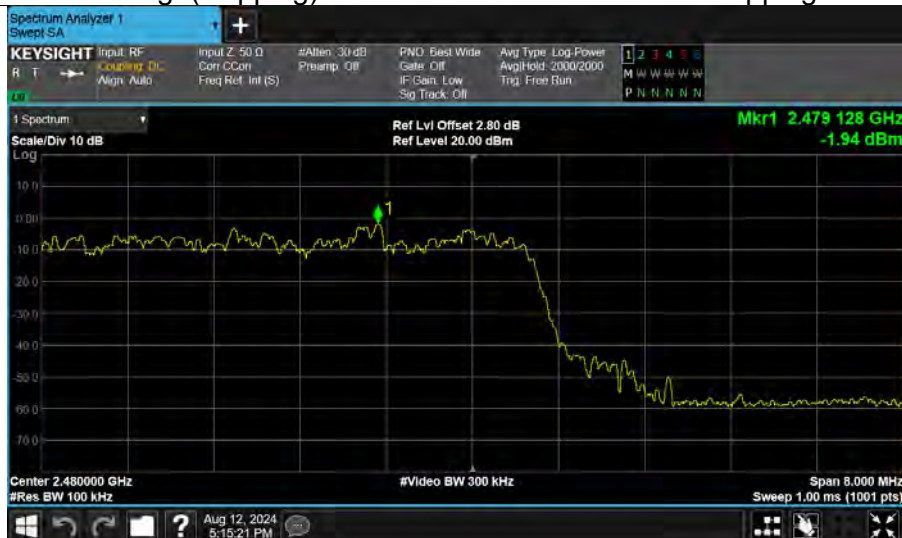 Spectrum Analyzer 1
Swept SA
+
KEYSIGHT Input: RF Input Z: 50 Ω #Atten: 30 dB PNO: Best Wide Avg Type: Log-Power 1 2 3 4 5 6
R T Coupling: DC Corr CCorr Preamp: Off Gate: Off Avg|Hold: 2000/2000 M W W W W W
Align: Auto Freq Ref: Int (S) IF Gain: Low Trig: Free Run
Sig Track: Off P N N N N N
1 Spectrum Ref Lvl Offset 2.80 dB Mkr1 2.479 128 GHz
Scale/Div 10 dB Ref Level 20.00 dBm -1.94 dBm
Log
10.0
0.00
1
-10.0
-20.0
-30.0
-40.0
-50.0
-60.0
-70.0
Center 2.480000 GHz #Video BW 300 kHz Span 8.000 MHz
#Res BW 100 kHz Sweep 1.00 ms (1001 pts)
? Aug 12, 2024
5:15:21 PM